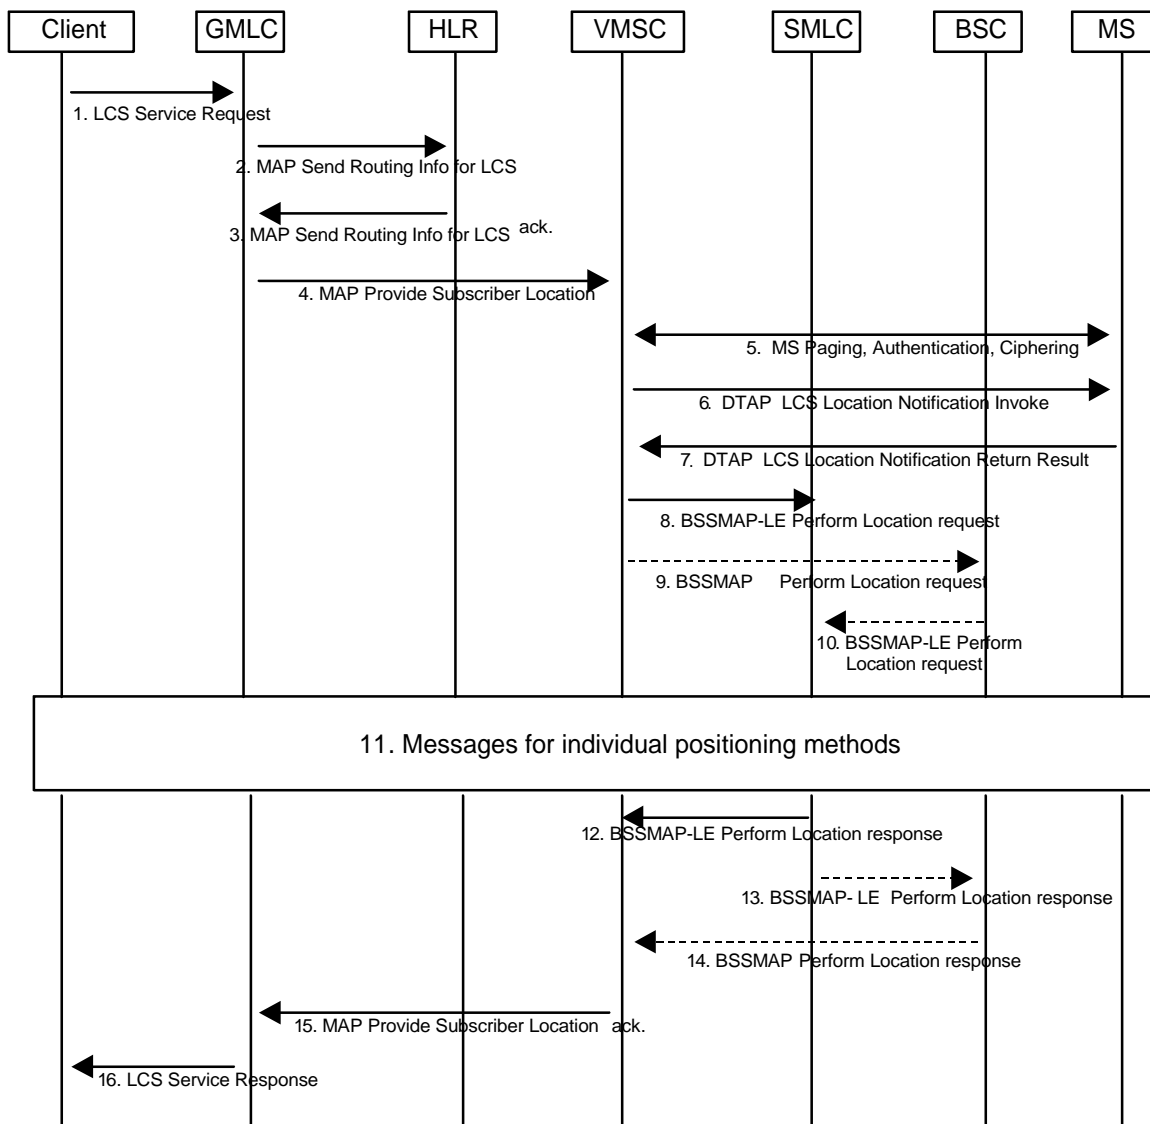 Client GMLC HLR VMSC SMLC BSC MS
1. LCS Service Request
2. MAP Send Routing Info for LCS
3. MAP Send Routing Info for LCS ack.
4. MAP Provide Subscriber Location
5. MS Paging, Authentication, Ciphering
6. DTAP LCS Location Notification Invoke
7. DTAP LCS Location Notification Return Result
8. BSSMAP-LE Perform Location request
9. BSSMAP Perform Location request
10. BSSMAP-LE Perform
Location request
11. Messages for individual positioning methods
12. BSSMAP-LE Perform Location response
13. BSSMAP- LE Perform Location response
14. BSSMAP Perform Location response
15. MAP Provide Subscriber Location ack.
16. LCS Service Response